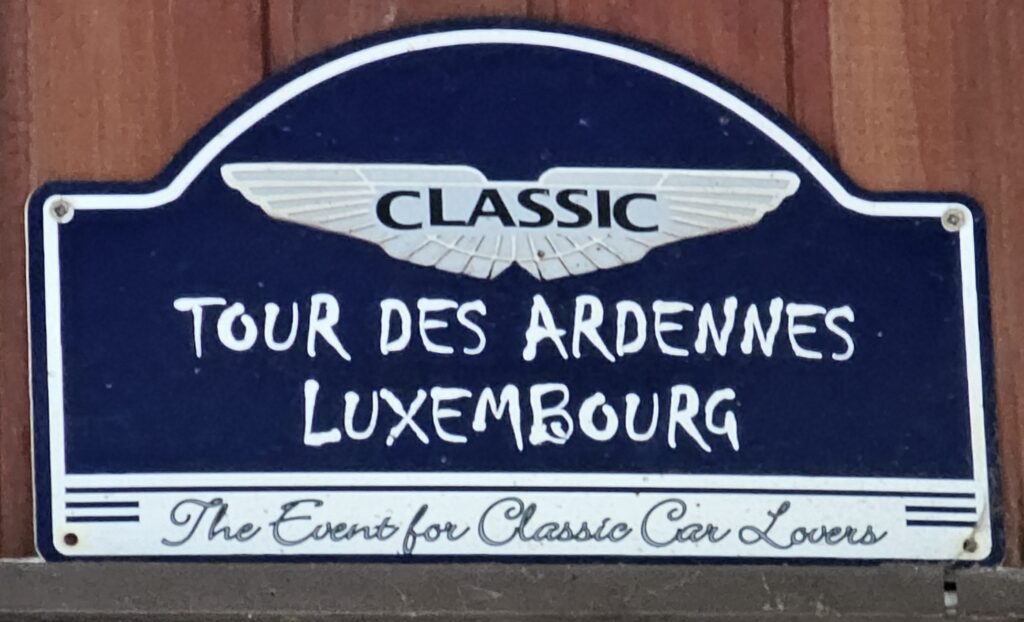 CLASSIC
TOUR DES ARDENNES
LUXEMBOURG
The Event for Classic Car Lovers